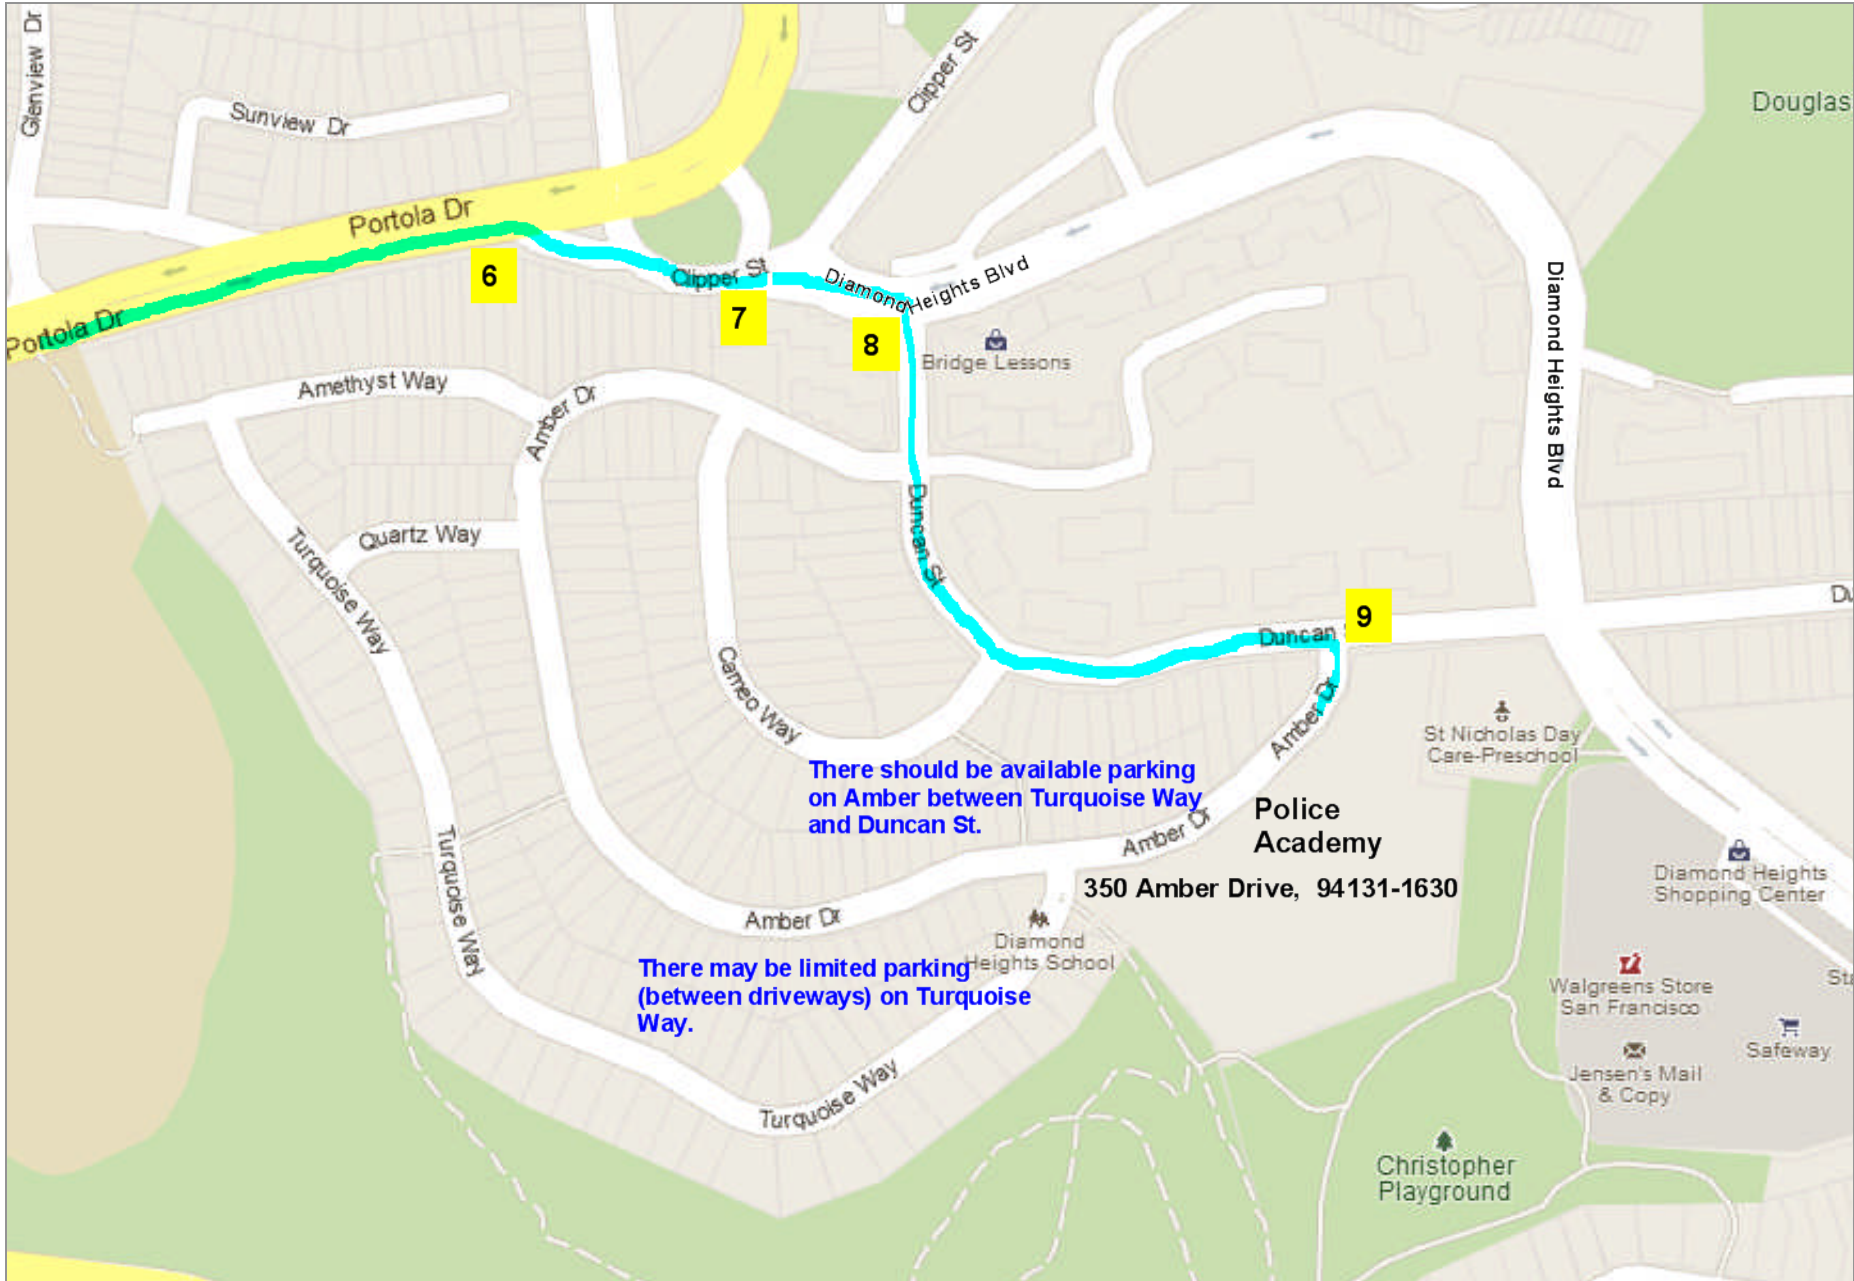 Glenview Dr
Sunview Dr
Clipper St
Douglas
Portola Dr
6
Clipper St
7
Diamond
Heights Blvd
8
Portola Dr
Diamond Heights Blvd
Bridge Lessons
Amethyst Way
Amber Dr
Quartz Way
Turquoise Way
Duncan St
Duncan
9
Du
Cameo Way
Amber Dr
St Nicholas Day
Care-Preschool
There should be available parking
on Amber between Turquoise Way
and Duncan St.
Police
Academy
Amber Dr
350 Amber Drive, 94131-1630
Diamond Heights
Shopping Center
Turquoise Way
Amber Dr
Diamond
Heights School
There may be limited parking
(between driveways) on Turquoise
Way.
Walgreens Store
San Francisco
Sta
Safeway
Jensen's Mail
& Copy
Turquoise Way
Christopher
Playground